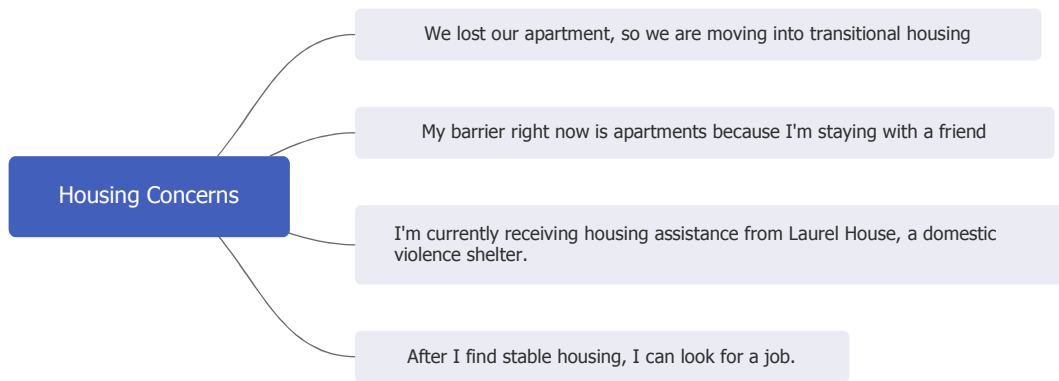 We lost our apartment, so we are moving into transitional housing
My barrier right now is apartments because I'm staying with a friend
Housing Concerns
I'm currently receiving housing assistance from Laurel House, a domestic
violence shelter.
After I find stable housing, I can look for a job.